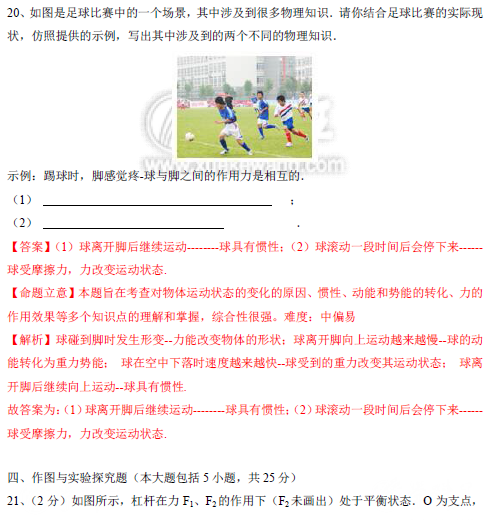 20、如图是足球比赛中的一个场景，其中涉及到很多物理知识．请你结合足球比赛的实际现
状，仿照提供的示例，写出其中涉及到的两个不同的物理知识．
示例：踢球时，脚感觉疼-球与脚之间的作用力是相互的．
（1） ；
（2） ．
【答案】（1）球离开脚后继续运动--------球具有惯性；（2）球滚动一段时间后会停下来------
球受摩擦力，力改变运动状态.
【命题立意】本题旨在考查对物体运动状态的变化的原因、惯性、动能和势能的转化、力的
作用效果等多个知识点的理解和掌握，综合性很强。难度：中偏易
【解析】球碰到脚时发生形变--力能改变物体的形状；球离开脚向上运动越来越慢--球的动
能转化为重力势能； 球在空中下落时速度越来越快--球受到的重力改变其运动状态； 球离
开脚后继续向上运动--球具有惯性.
故答案为：（1）球离开脚后继续运动--------球具有惯性；（2）球滚动一段时间后会停下来------
球受摩擦力，力改变运动状态.
四、作图与实验探究题（本大题包括 5 小题，共 25 分）
21、（2 分）如图所示，杠杆在力 F₁、F₂的作用下（F₂未画出）处于平衡状态．O 为支点，